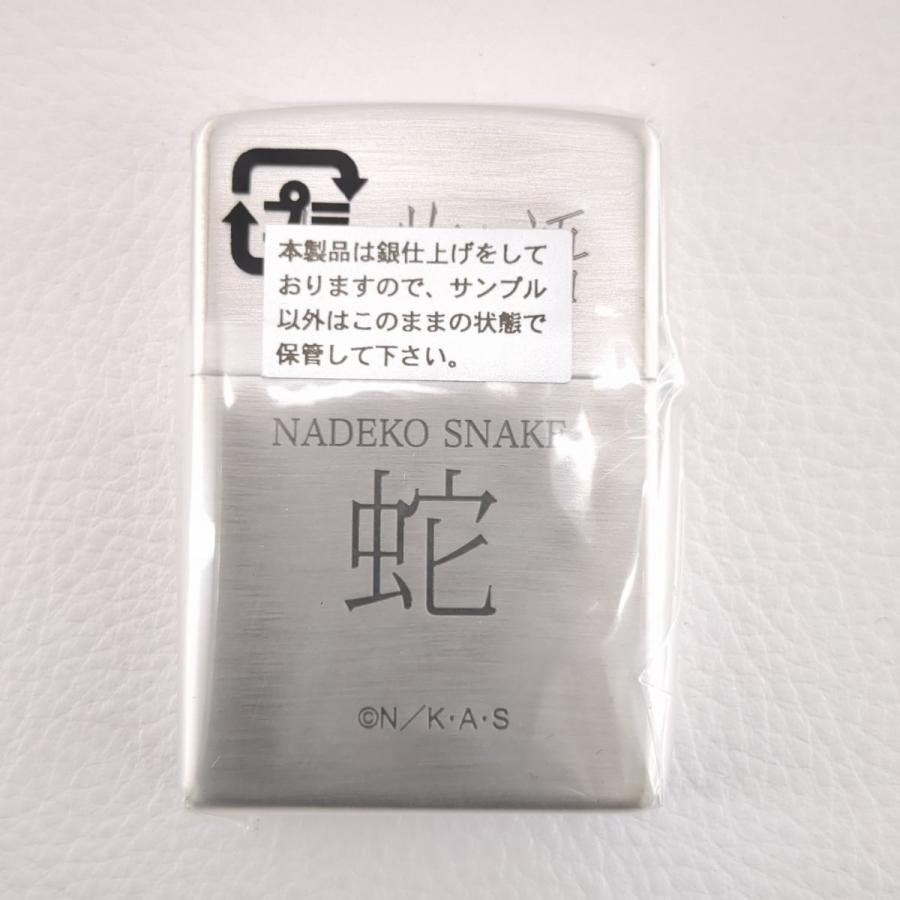 プ
本製品は銀仕上げをして
おりますので、サンプル
以外はこのままの状態で
保管して下さい。
NADEKO SNAKE
蛇
©N/K・A・S